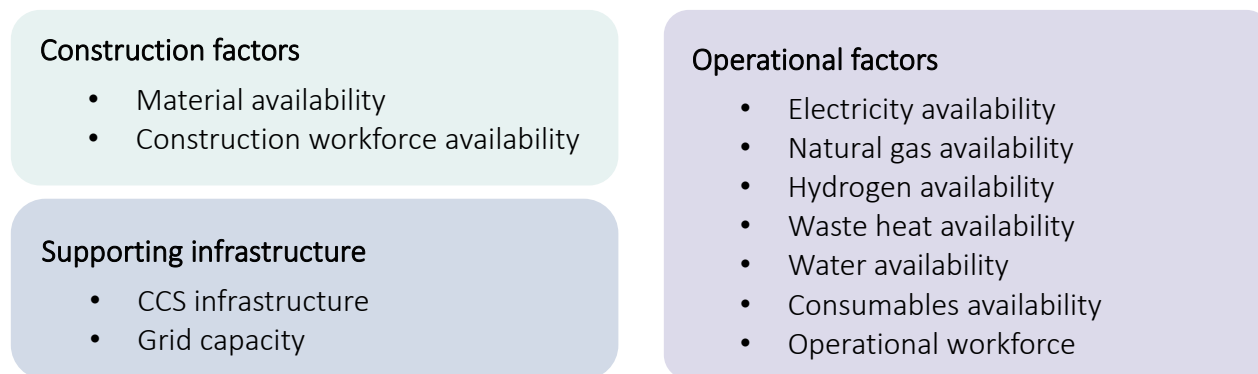 Construction factors
• Material availability
• Construction workforce availability
Supporting infrastructure
• CCS infrastructure
• Grid capacity
Operational factors
• Electricity availability
• Natural gas availability
• Hydrogen availability
• Waste heat availability
• Water availability
• Consumables availability
• Operational workforce